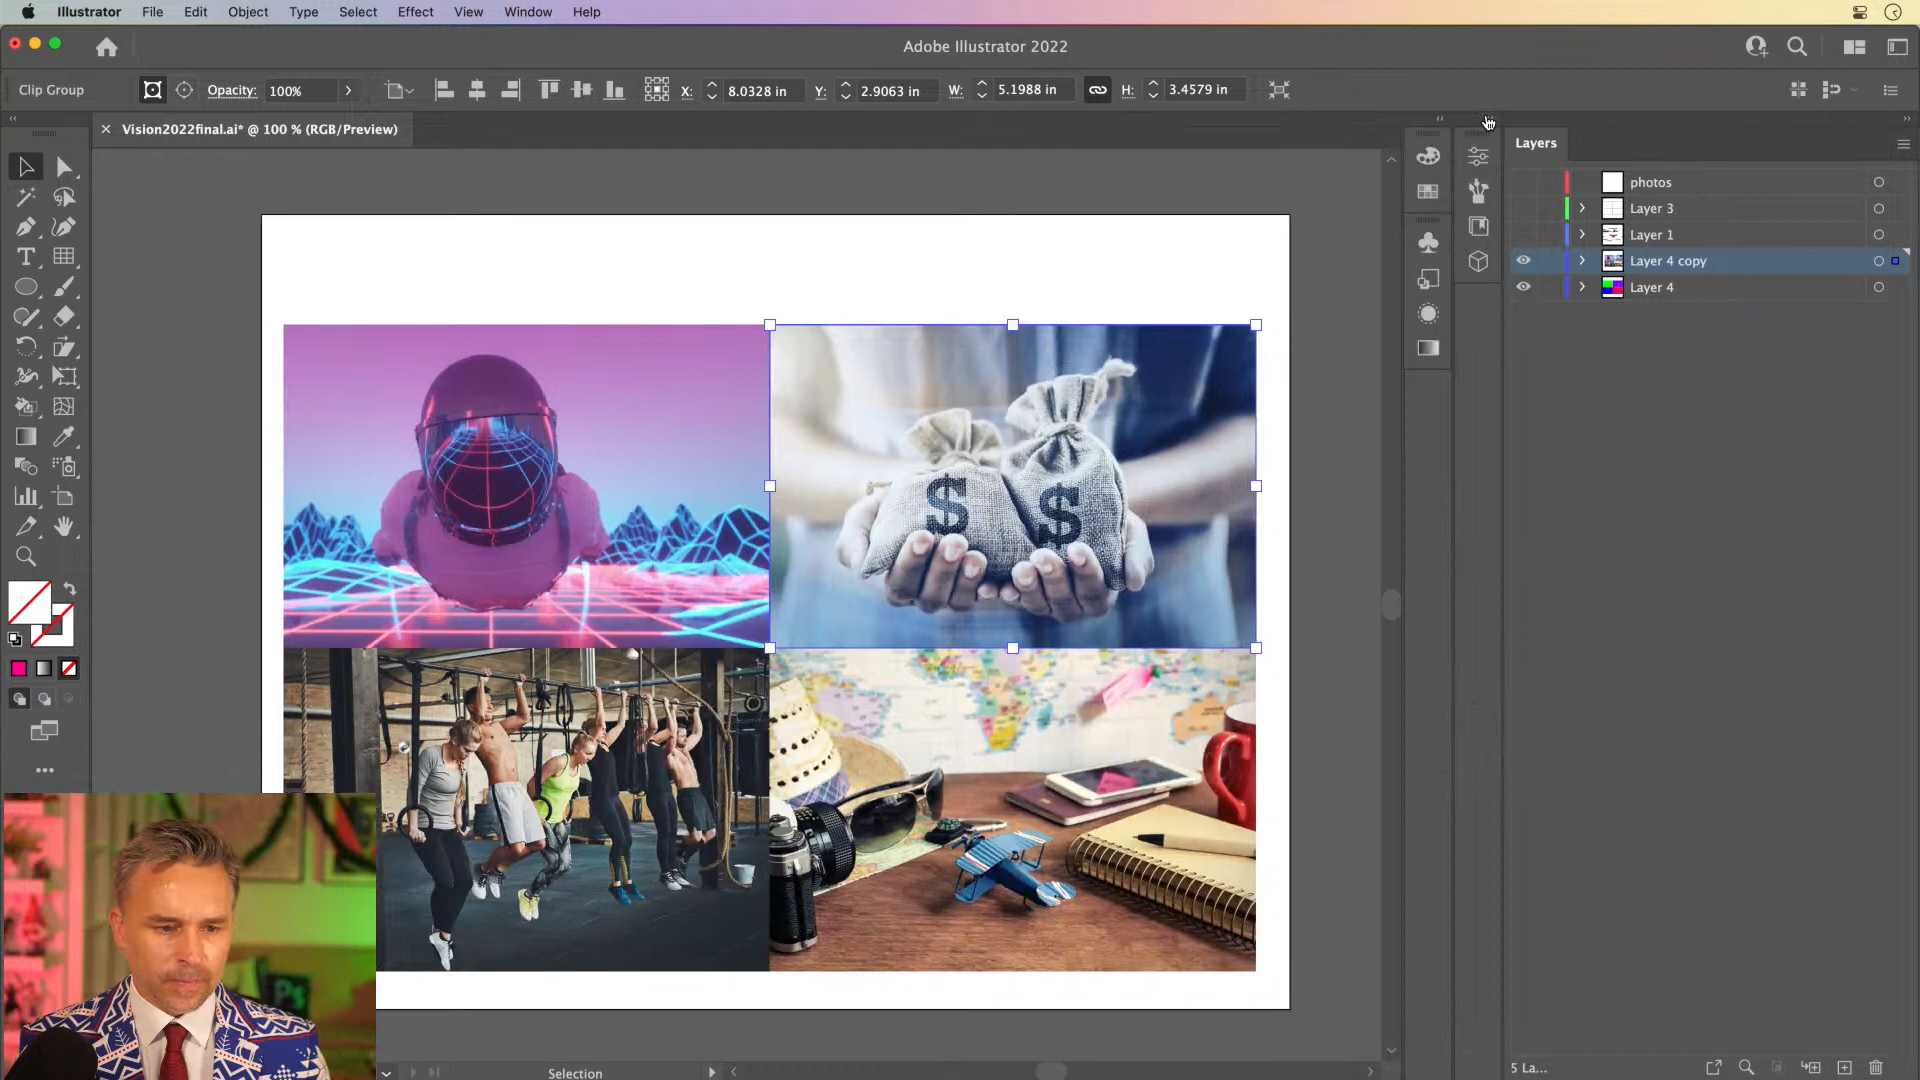 Illustrator File Edit Object Type Select Effect View Window Help
Adobe Illustrator 2022
Clip Group Opacity: 100% X: 8.0328 in Y: 2.9063 in W: 5.1988 in H: 3.4579 in
Vision2022final.ai* @ 100 % (RGB/Preview)
Layers
photos
Layer 3
Layer 1
Layer 4 copy
Layer 4
$ $
Ps
Selection
5 La...